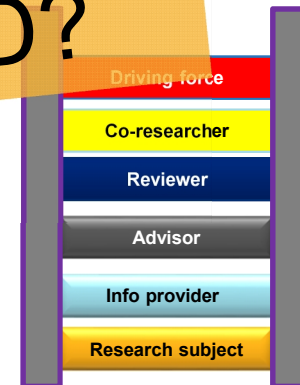 D?
Driving force
Co-researcher
Reviewer
Advisor
Info provider
Research subject